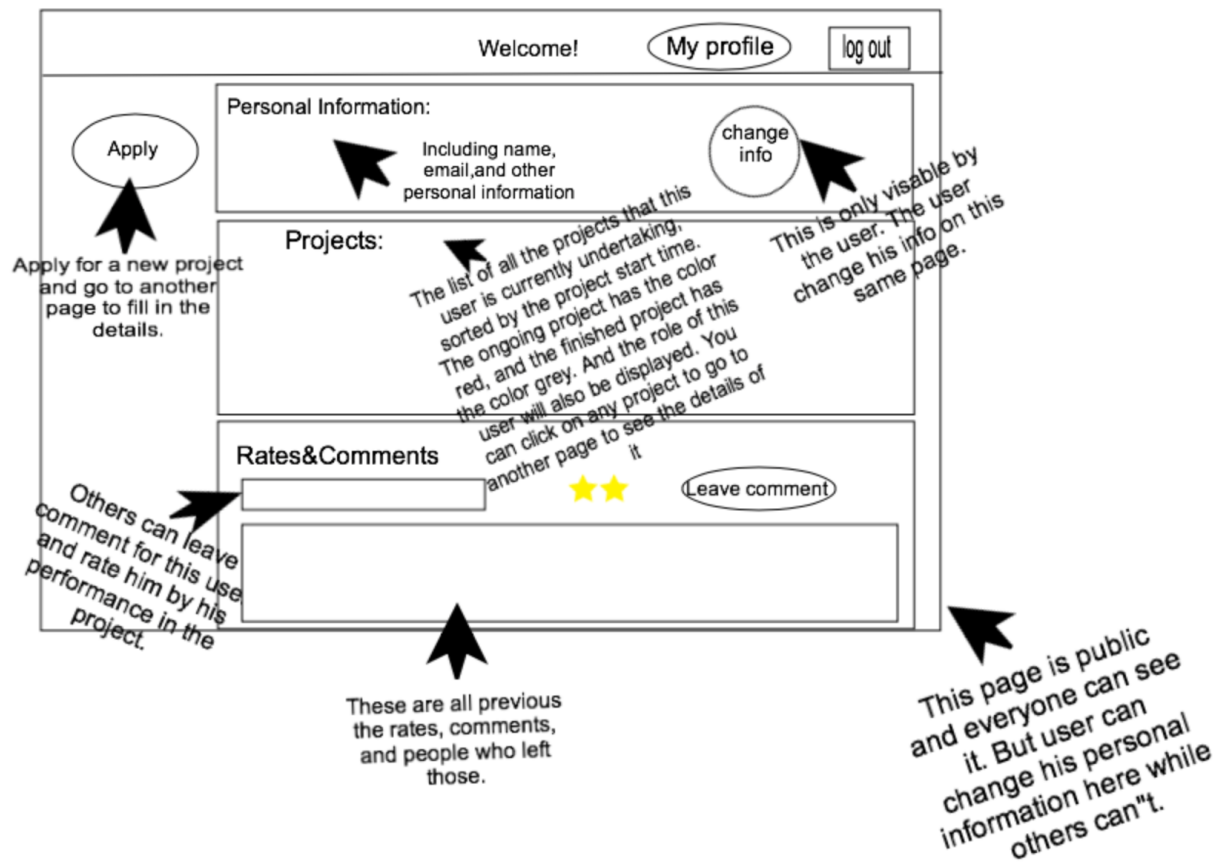 Welcome!
My profile
log out
Personal Information:
Including name,
email,and other
personal information
change
info
Apply
This is only visable by
the user. The user
change his info on this
same page.
Apply for a new project
and go to another
page to fill in the
details.
Projects:
The list of all the projects that this
user is currently undertaking,
sorted by the project start time.
The ongoing project has the color
red, and the finished project has
the color grey. And the role of this
user will also be displayed. You
can click on any project to go to
another page to see the details of
it
Rates&Comments
Leave comment
Others can leave
comment for this use
and rate him by his
performance in the
project.
These are all previous
the rates, comments,
and people who left
those.
This page is public
and everyone can see
it. But user can
change his personal
information here while
others can"t.